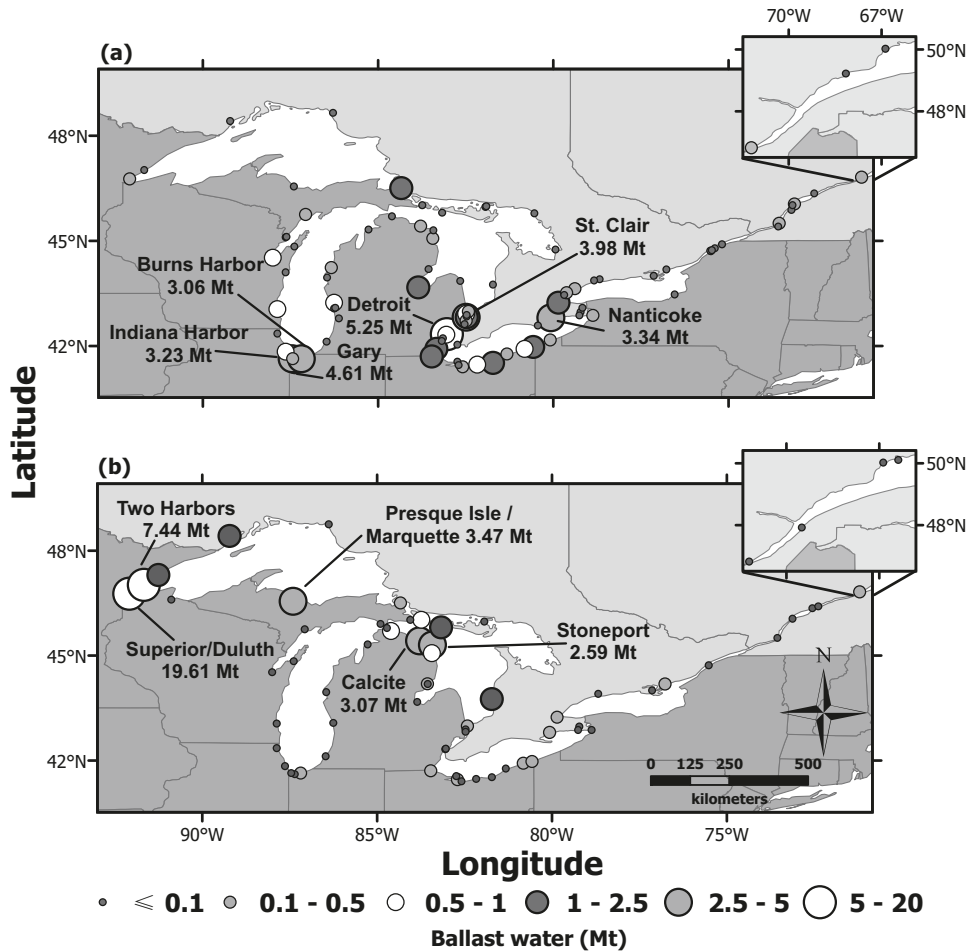 70°W 67°W
(a)
50°N
48°N
48°N
45°N
42°N
St. Clair
3.98 Mt
Burns Harbor
3.06 Mt
Detroit
5.25 Mt
Nanticoke
3.34 Mt
Indiana Harbor
3.23 Mt
Gary
4.61 Mt
Latitude
(b)
50°N
48°N
Two Harbors
7.44 Mt
Presque Isle /
Marquette 3.47 Mt
48°N
45°N
42°N
Superior/Duluth
19.61 Mt
Stoneport
2.59 Mt
Calcite
3.07 Mt
N
0 125 250 500
kilometers
90°W 85°W 80°W 75°W
Longitude
≤ 0.1 0.1 - 0.5 0.5 - 1 1 - 2.5 2.5 - 5 5 - 20
Ballast water (Mt)